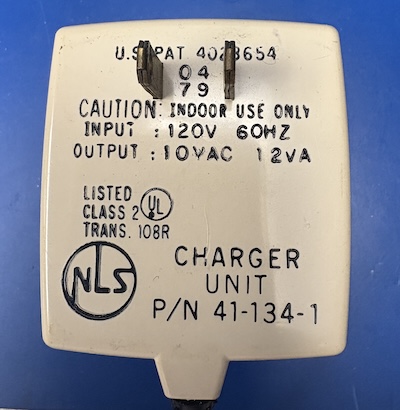 U.S. PAT 4023654
04
79
CAUTION: INDOOR USE ONLY
INPUT : 120V 60HZ
OUTPUT : 10VAC 12VA
LISTED
CLASS 2 UL
TRANS. 108R
NLS
CHARGER
UNIT
P/N 41-134-1